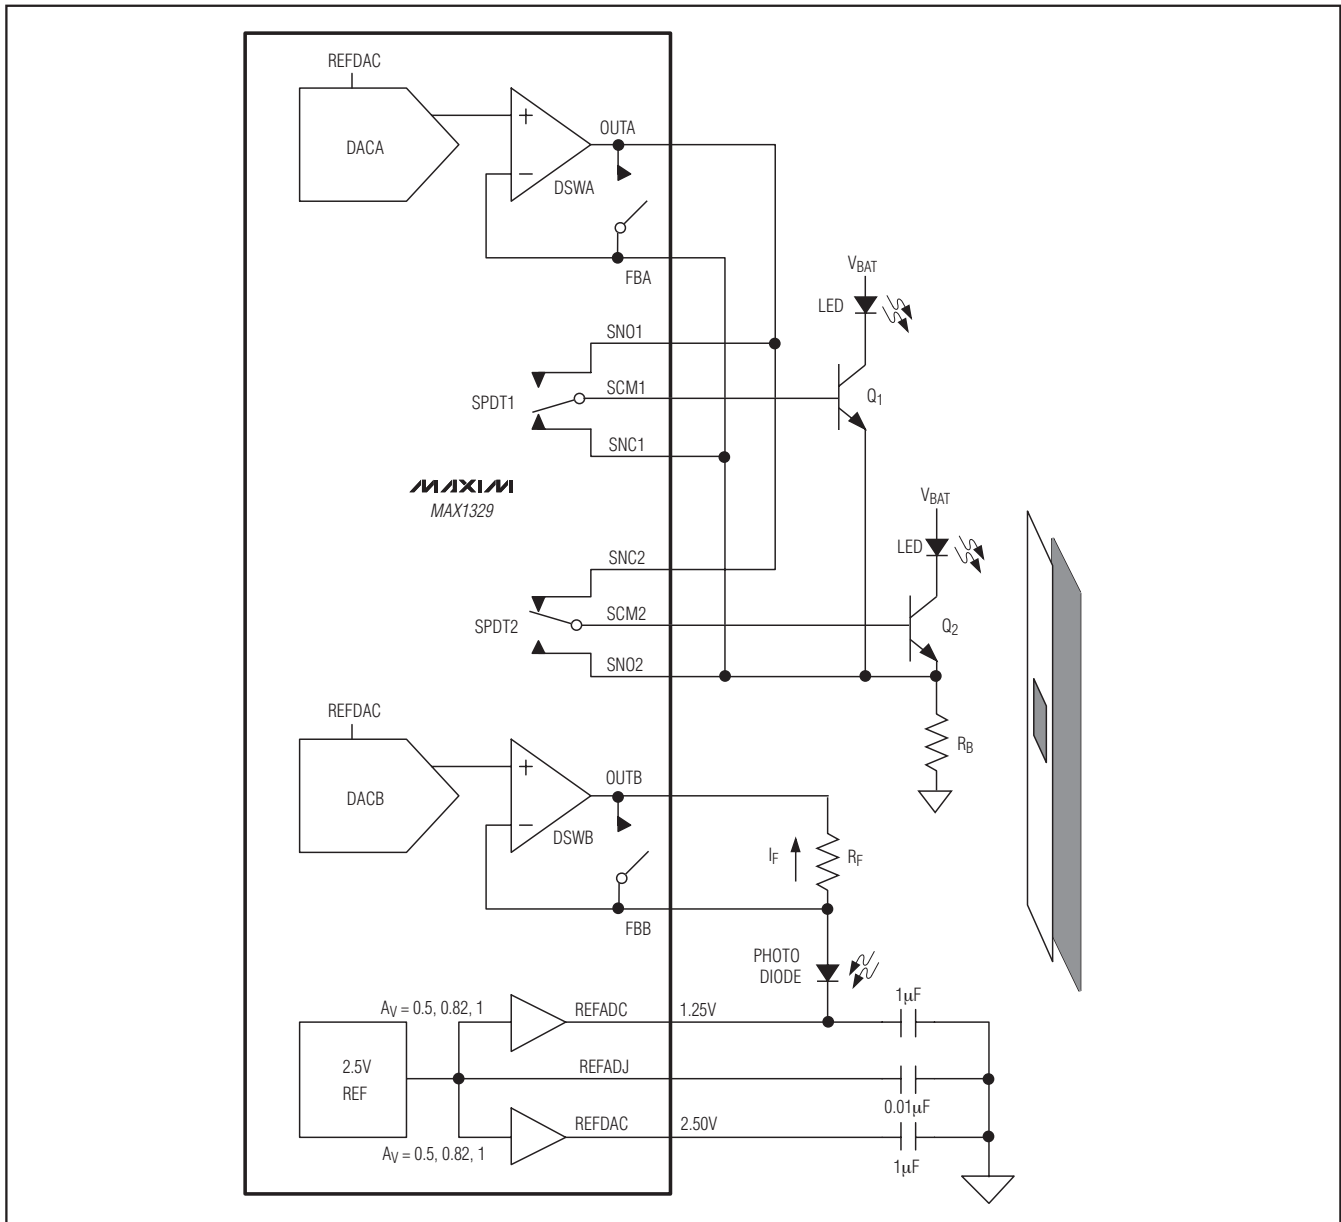 REFDAC
DACA
OUTA
DSWA
FBA
VBAT
LED
SNO1
SCM1
Q1
SPDT1
SNC1
MAXIM
MAX1329
VBAT
LED
SNC2
SCM2
Q2
SPDT2
SNO2
REFDAC
RB
OUTB
DACB
DSWB
IF
RF
FBB
PHOTO
DIODE
1μF
AV = 0.5, 0.82, 1
REFADC
1.25V
2.5V
REF
REFADJ
0.01μF
REFDAC
2.50V
AV = 0.5, 0.82, 1
1μF